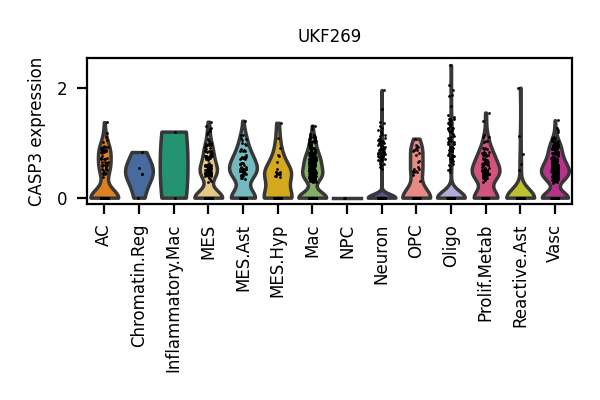 UKF269
CASP3 expression
2
0
AC
Chromatin.Reg
Inflammatory.Mac
MES
MES.Ast
MES.Hyp
Mac
NPC
Neuron
OPC
Oligo
Prolif.Metab
Reactive.Ast
Vasc